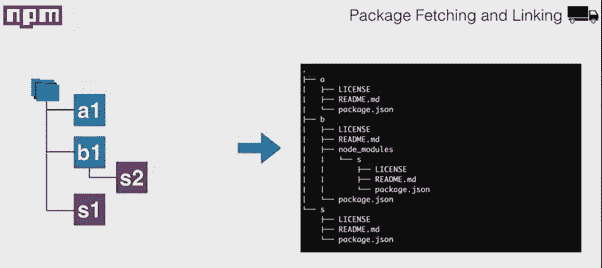 npm
Package Fetching and Linking
a1
b1
s2
s1
.
├── a
│   ├── LICENSE
│   ├── README.md
│   └── package.json
├── b
│   ├── LICENSE
│   ├── README.md
│   ├── node_modules
│   │   └── s
│   │       ├── LICENSE
│   │       ├── README.md
│   │       └── package.json
│   └── package.json
└── s
    ├── LICENSE
    ├── README.md
    └── package.json